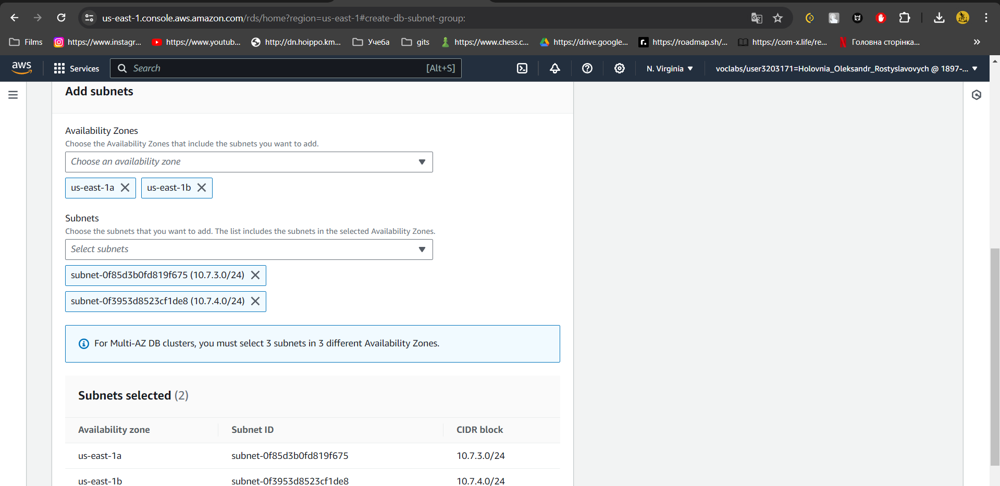 us-east-1.console.aws.amazon.com/rds/home?region=us-east-1#create-db-subnet-group:
Films https://www.instagr... https://www.youtub... http://dn.hoippo.km... Учеба gits https://www.chess.c... https://drive.google... https://roadmap.sh/... https://com-x.life/re... Головна сторінка...
aws Services Search [Alt+S] N. Virginia voclabs/user3203171=Holovnia_Oleksandr_Rostyslavovych @ 1897-...
Add subnets
Availability Zones
Choose the Availability Zones that include the subnets you want to add.
Choose an availability zone
us-east-1a us-east-1b
Subnets
Choose the subnets that you want to add. The list includes the subnets in the selected Availability Zones.
Select subnets
subnet-0f85d3b0fd819f675 (10.7.3.0/24)
subnet-0f3953d8523cf1de8 (10.7.4.0/24)
For Multi-AZ DB clusters, you must select 3 subnets in 3 different Availability Zones.
Subnets selected (2)
Availability zone Subnet ID CIDR block
us-east-1a subnet-0f85d3b0fd819f675 10.7.3.0/24
us-east-1b subnet-0f3953d8523cf1de8 10.7.4.0/24